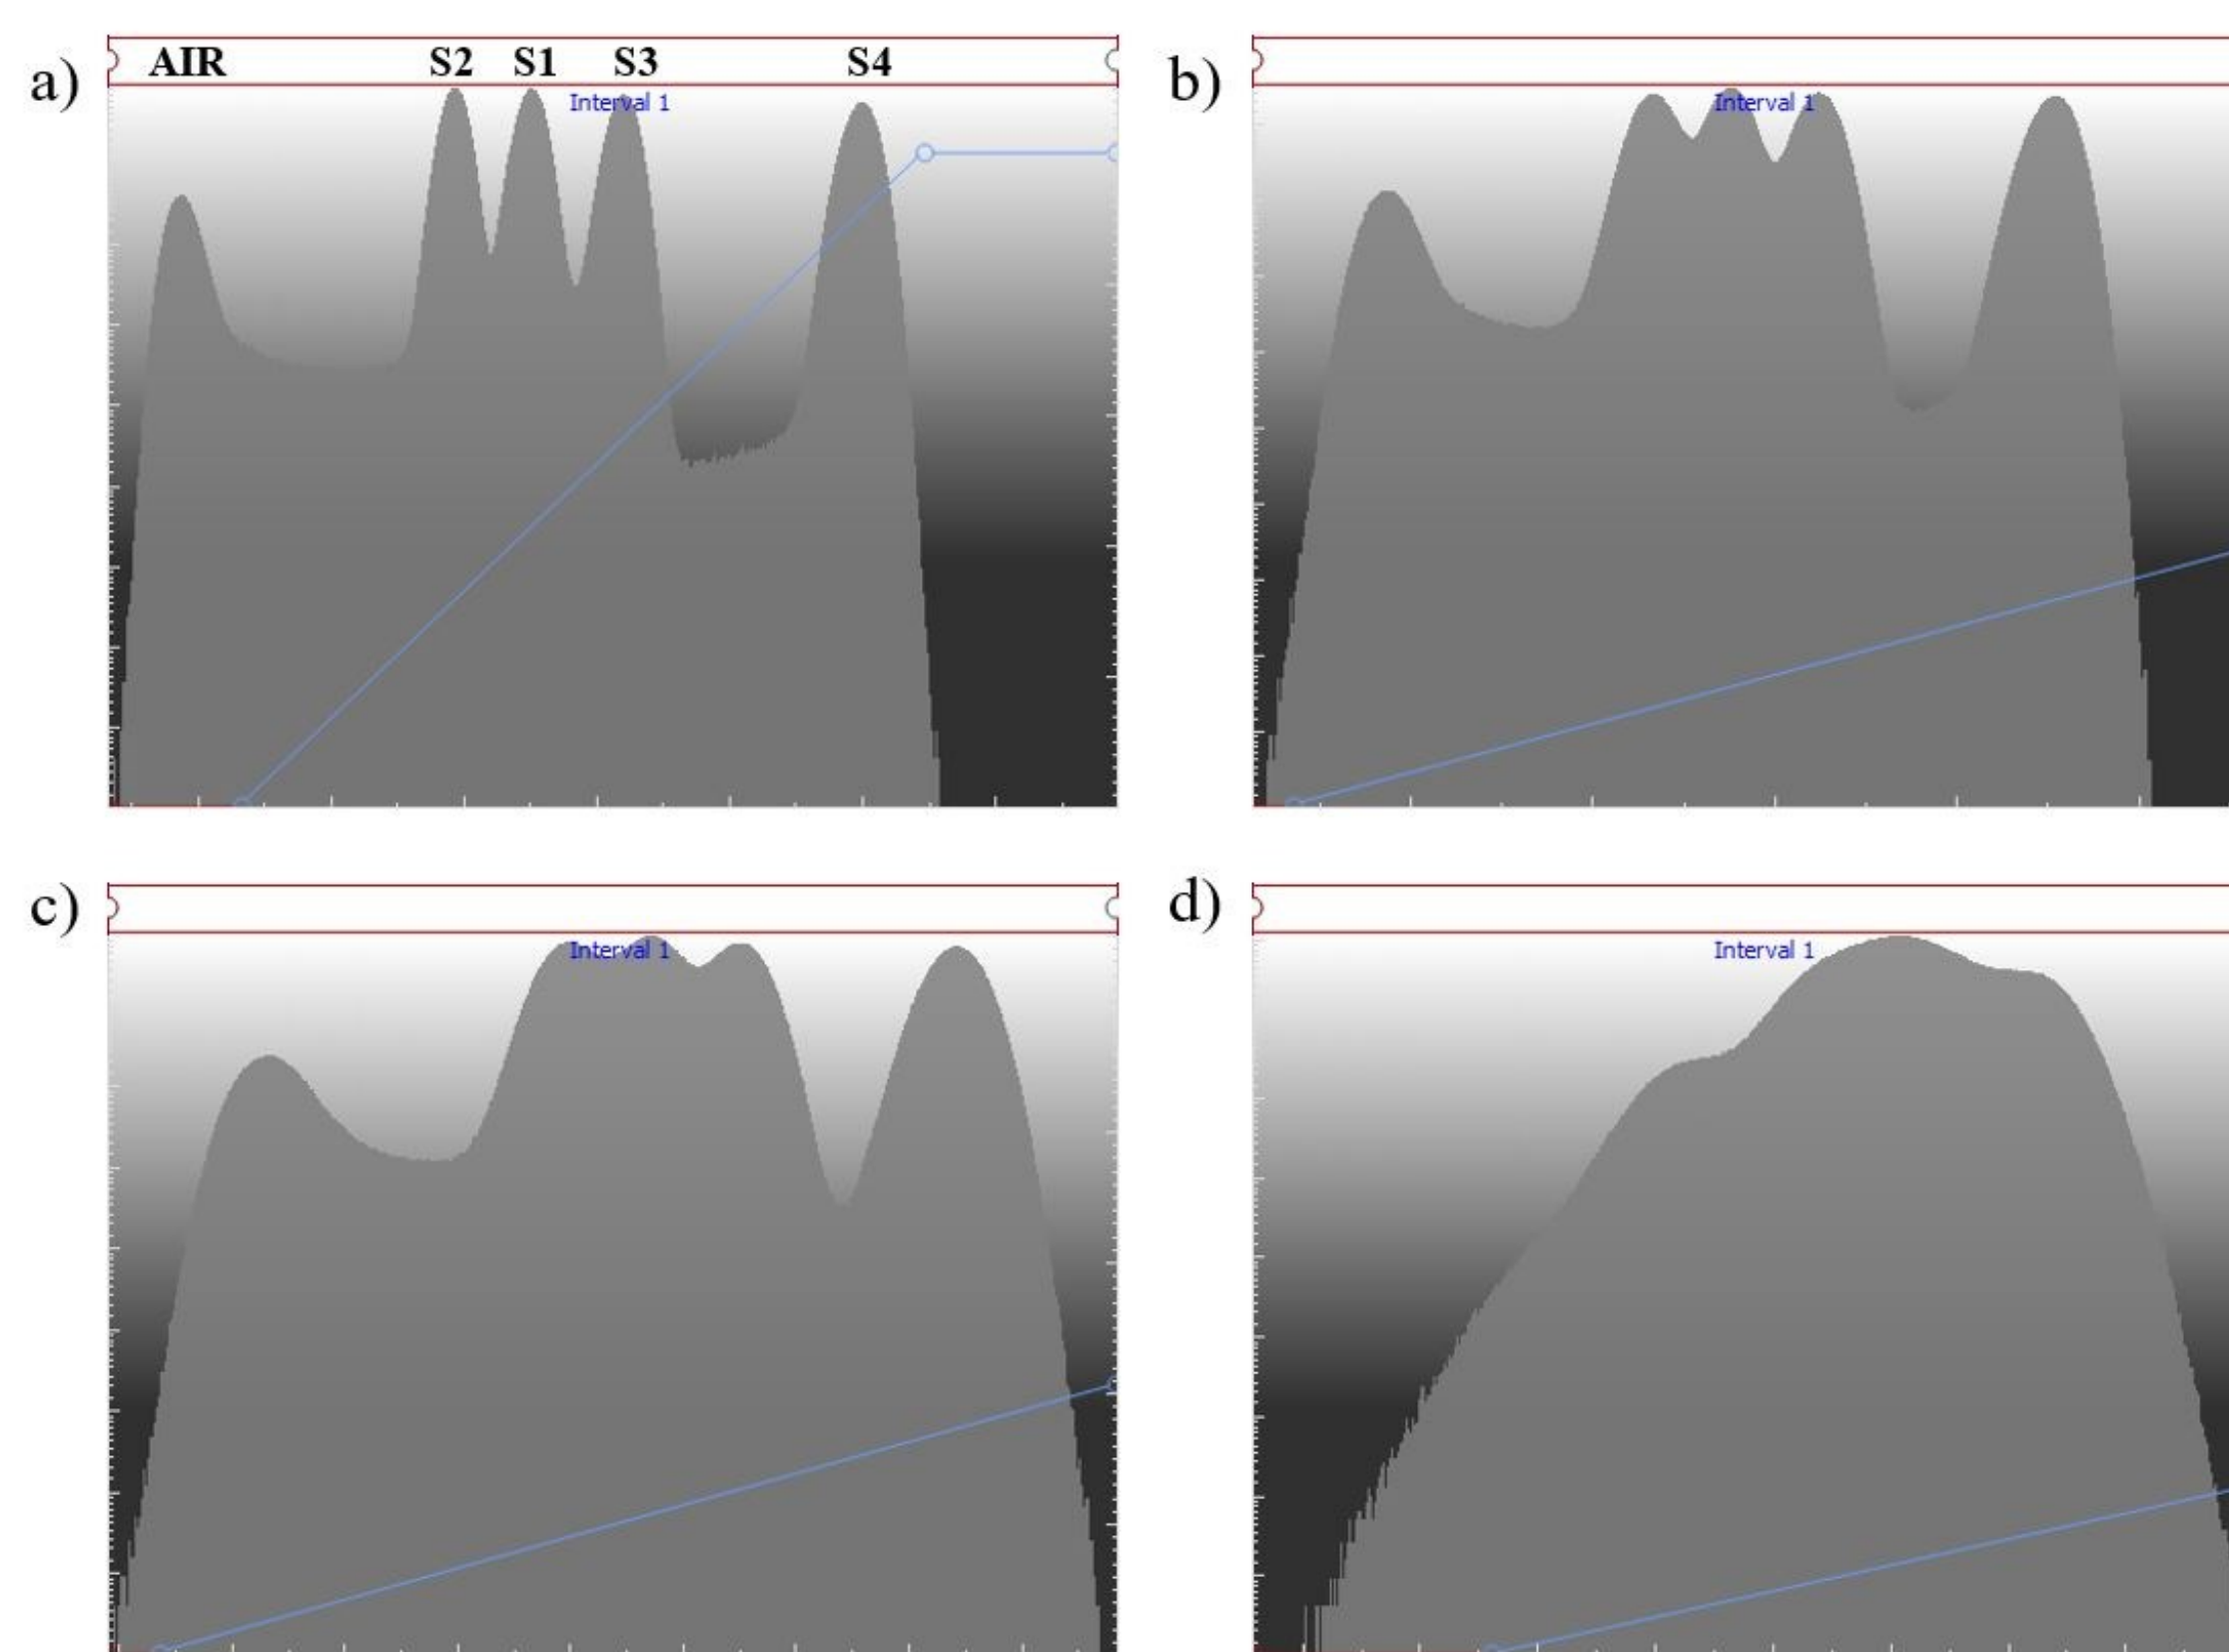 a)
AIR S2 S1 S3 S4
Interval 1
b)
Interval 1
c)
Interval 1
d)
Interval 1